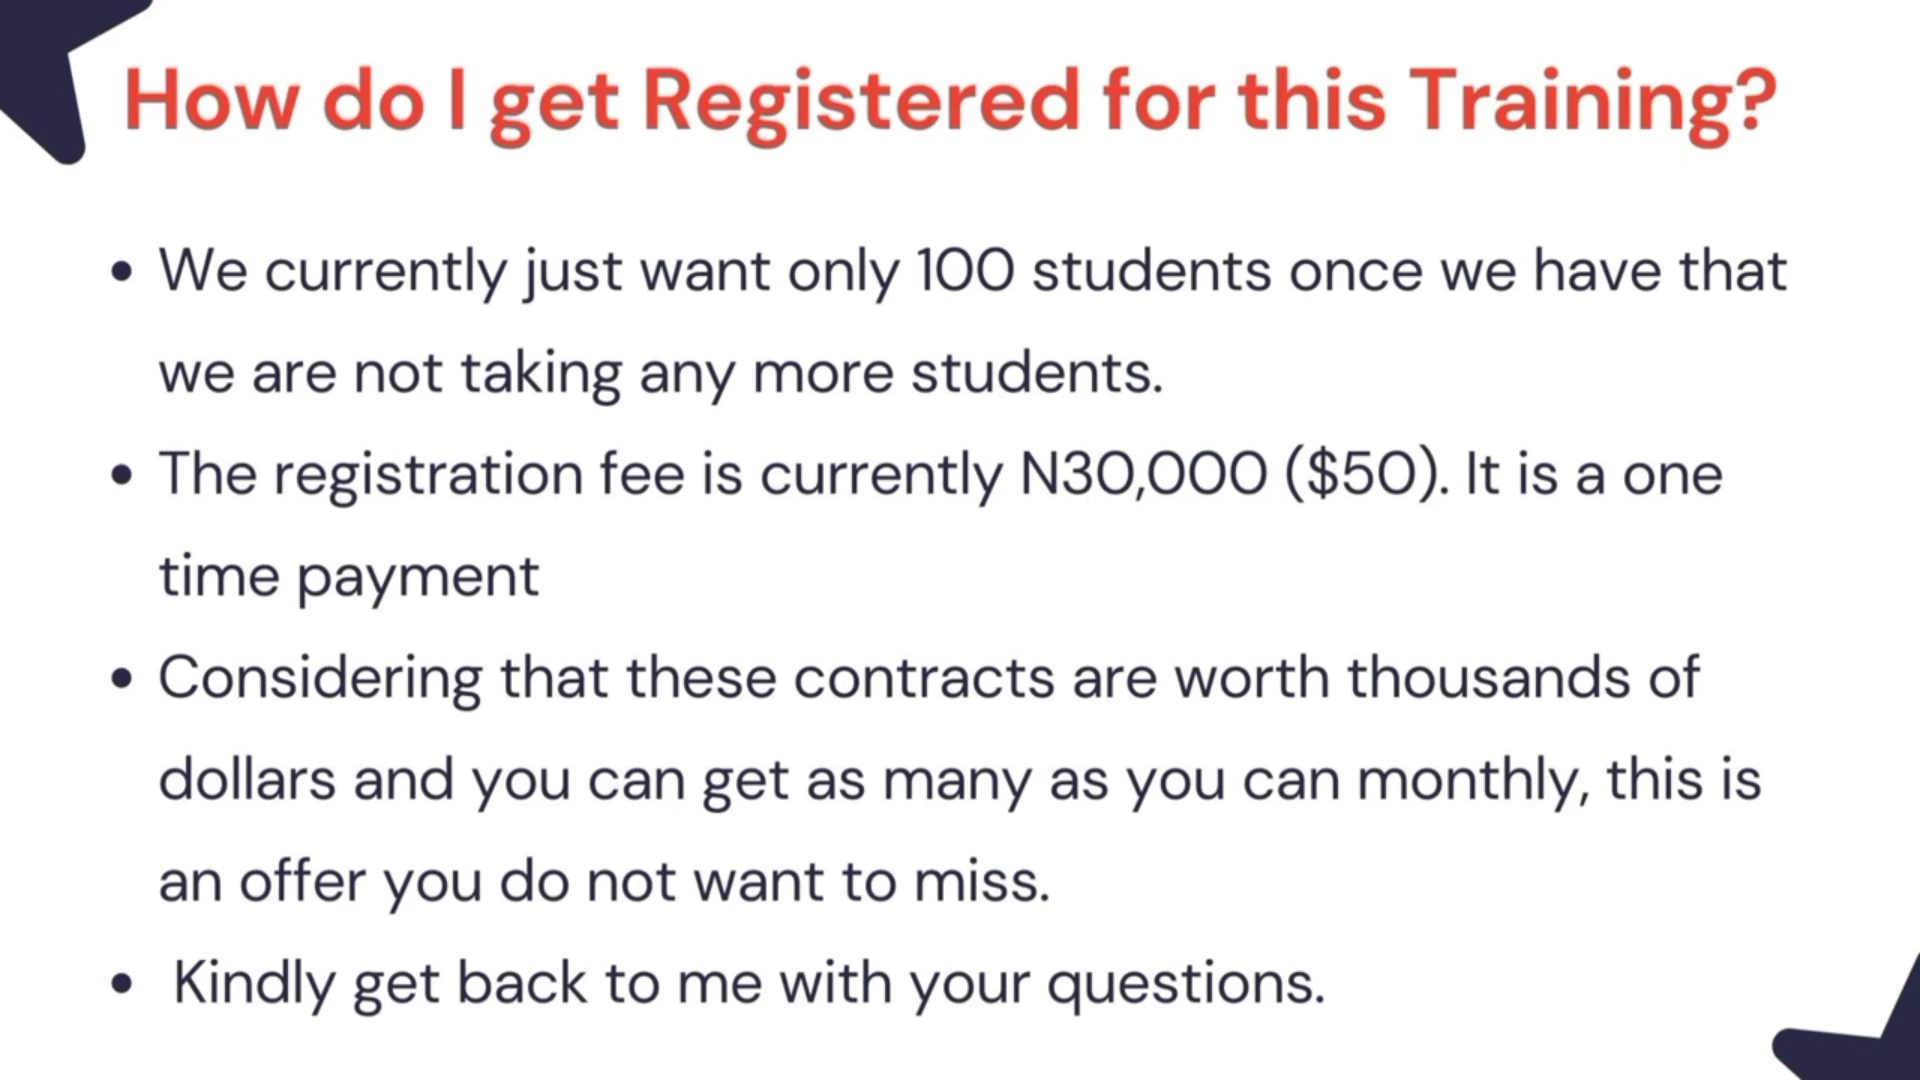 How do I get Registered for this Training?
• We currently just want only 100 students once we have that
we are not taking any more students.
• The registration fee is currently N30,000 ($50). It is a one
time payment
• Considering that these contracts are worth thousands of
dollars and you can get as many as you can monthly, this is
an offer you do not want to miss.
• Kindly get back to me with your questions.